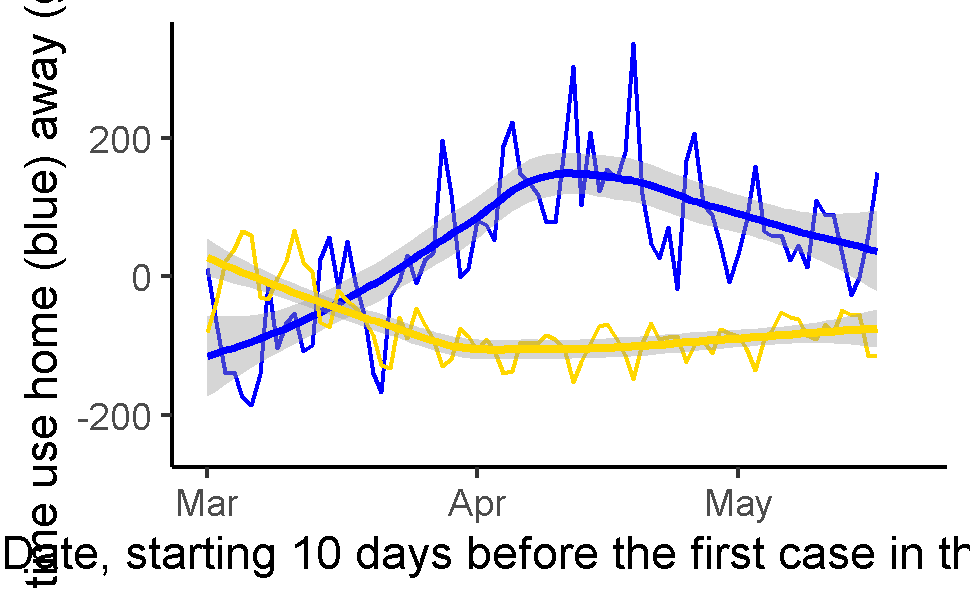 time use home (blue) away (
200
0
-200
Mar Apr May
Date, starting 10 days before the first case in th